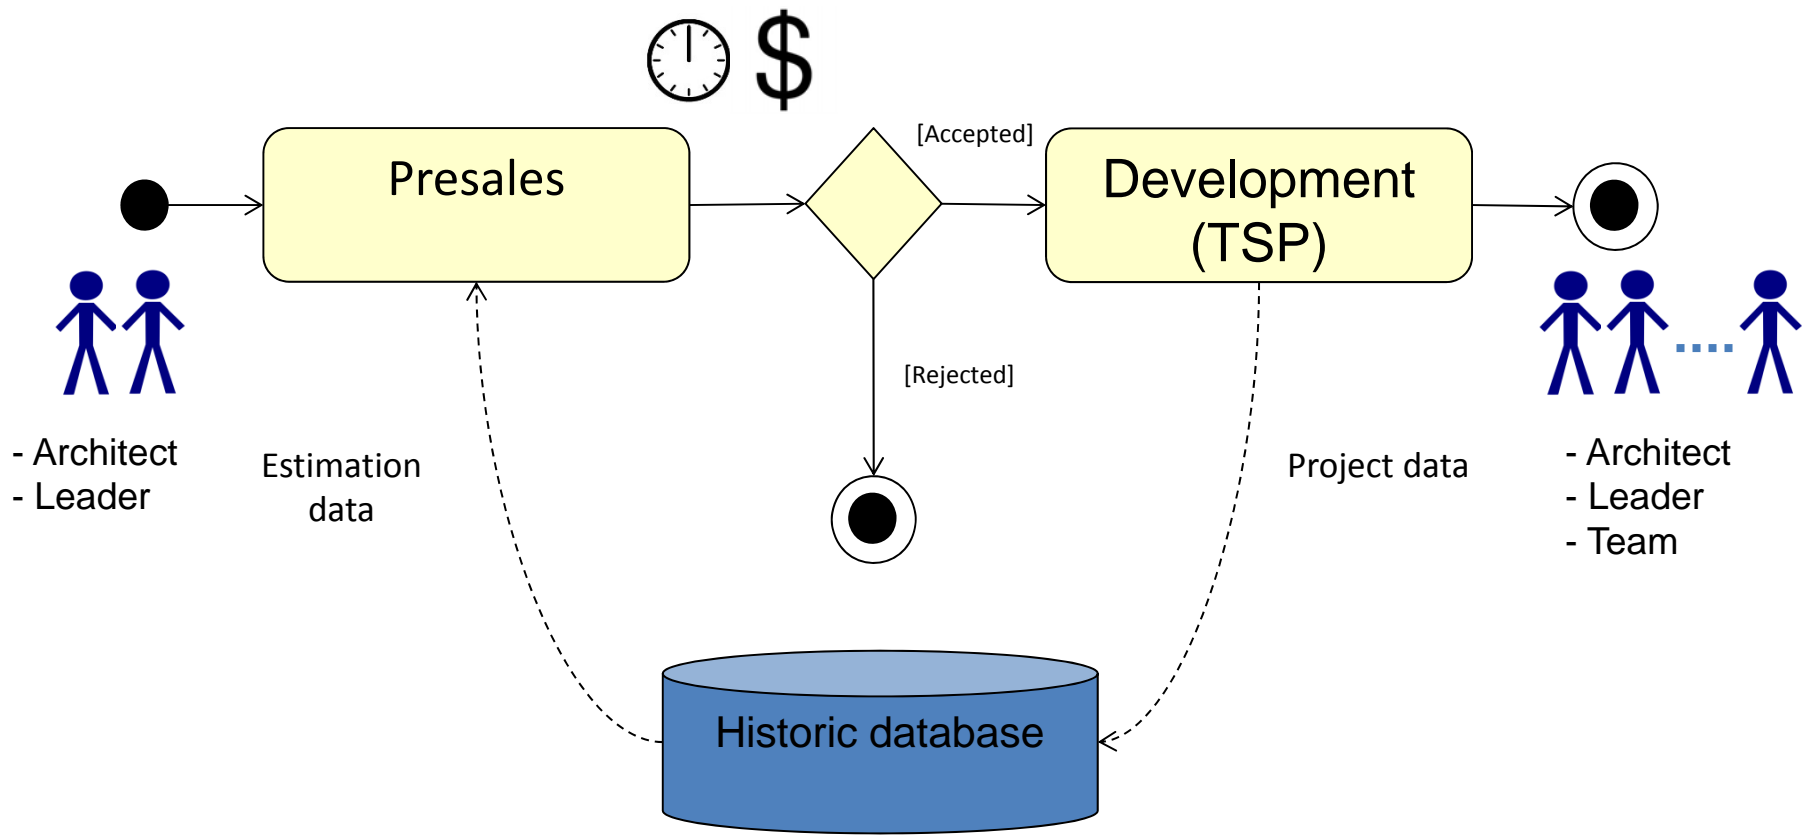 $
[Accepted]
Presales
Development
(TSP)
[Rejected]
- Architect
- Leader
Estimation
data
Project data
- Architect
- Leader
- Team
Historic database